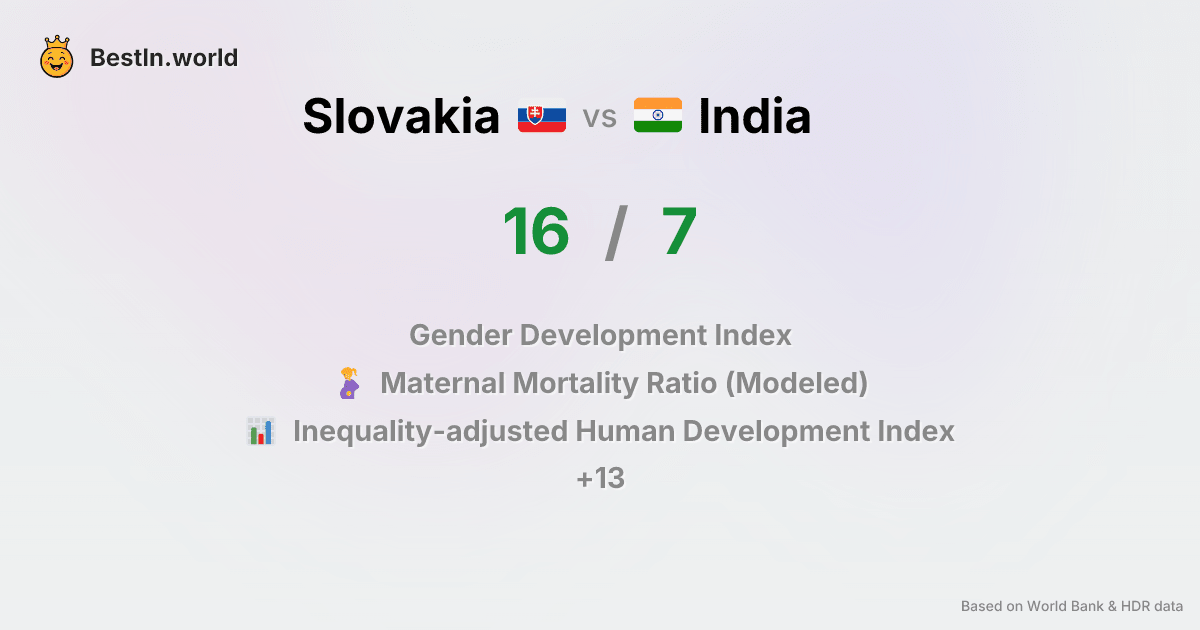 BestIn.world
Slovakia vs India
16 / 7
Gender Development Index
Maternal Mortality Ratio (Modeled)
Inequality-adjusted Human Development Index
+13
Based on World Bank & HDR data